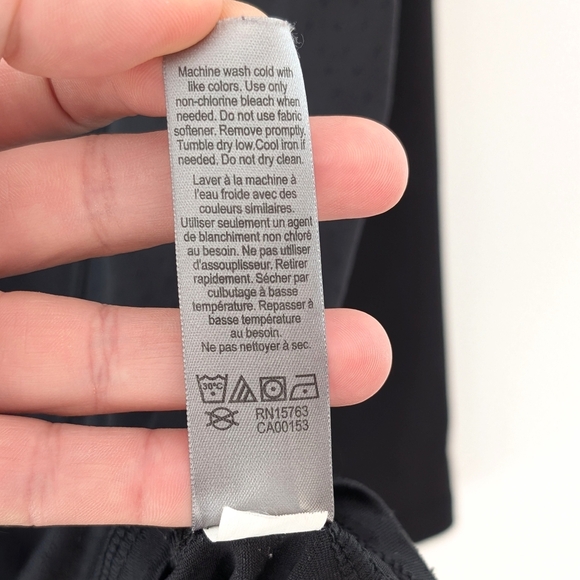 Machine wash cold with
like colors. Use only
non-chlorine bleach when
needed. Do not use fabric
softener. Remove promptly.
Tumble dry low.Cool iron if
needed. Do not dry clean.
Laver à la machine à
l'eau froide avec des
couleurs similaires.
Utiliser seulement un agent
de blanchiment non chloré
au besoin. Ne pas utiliser
d'assouplisseur. Retirer
rapidement. Sécher par
culbutage à basse
température. Repasser à
basse température
au besoin.
Ne pas nettoyer à sec.
30°C
RN15763
CA00153